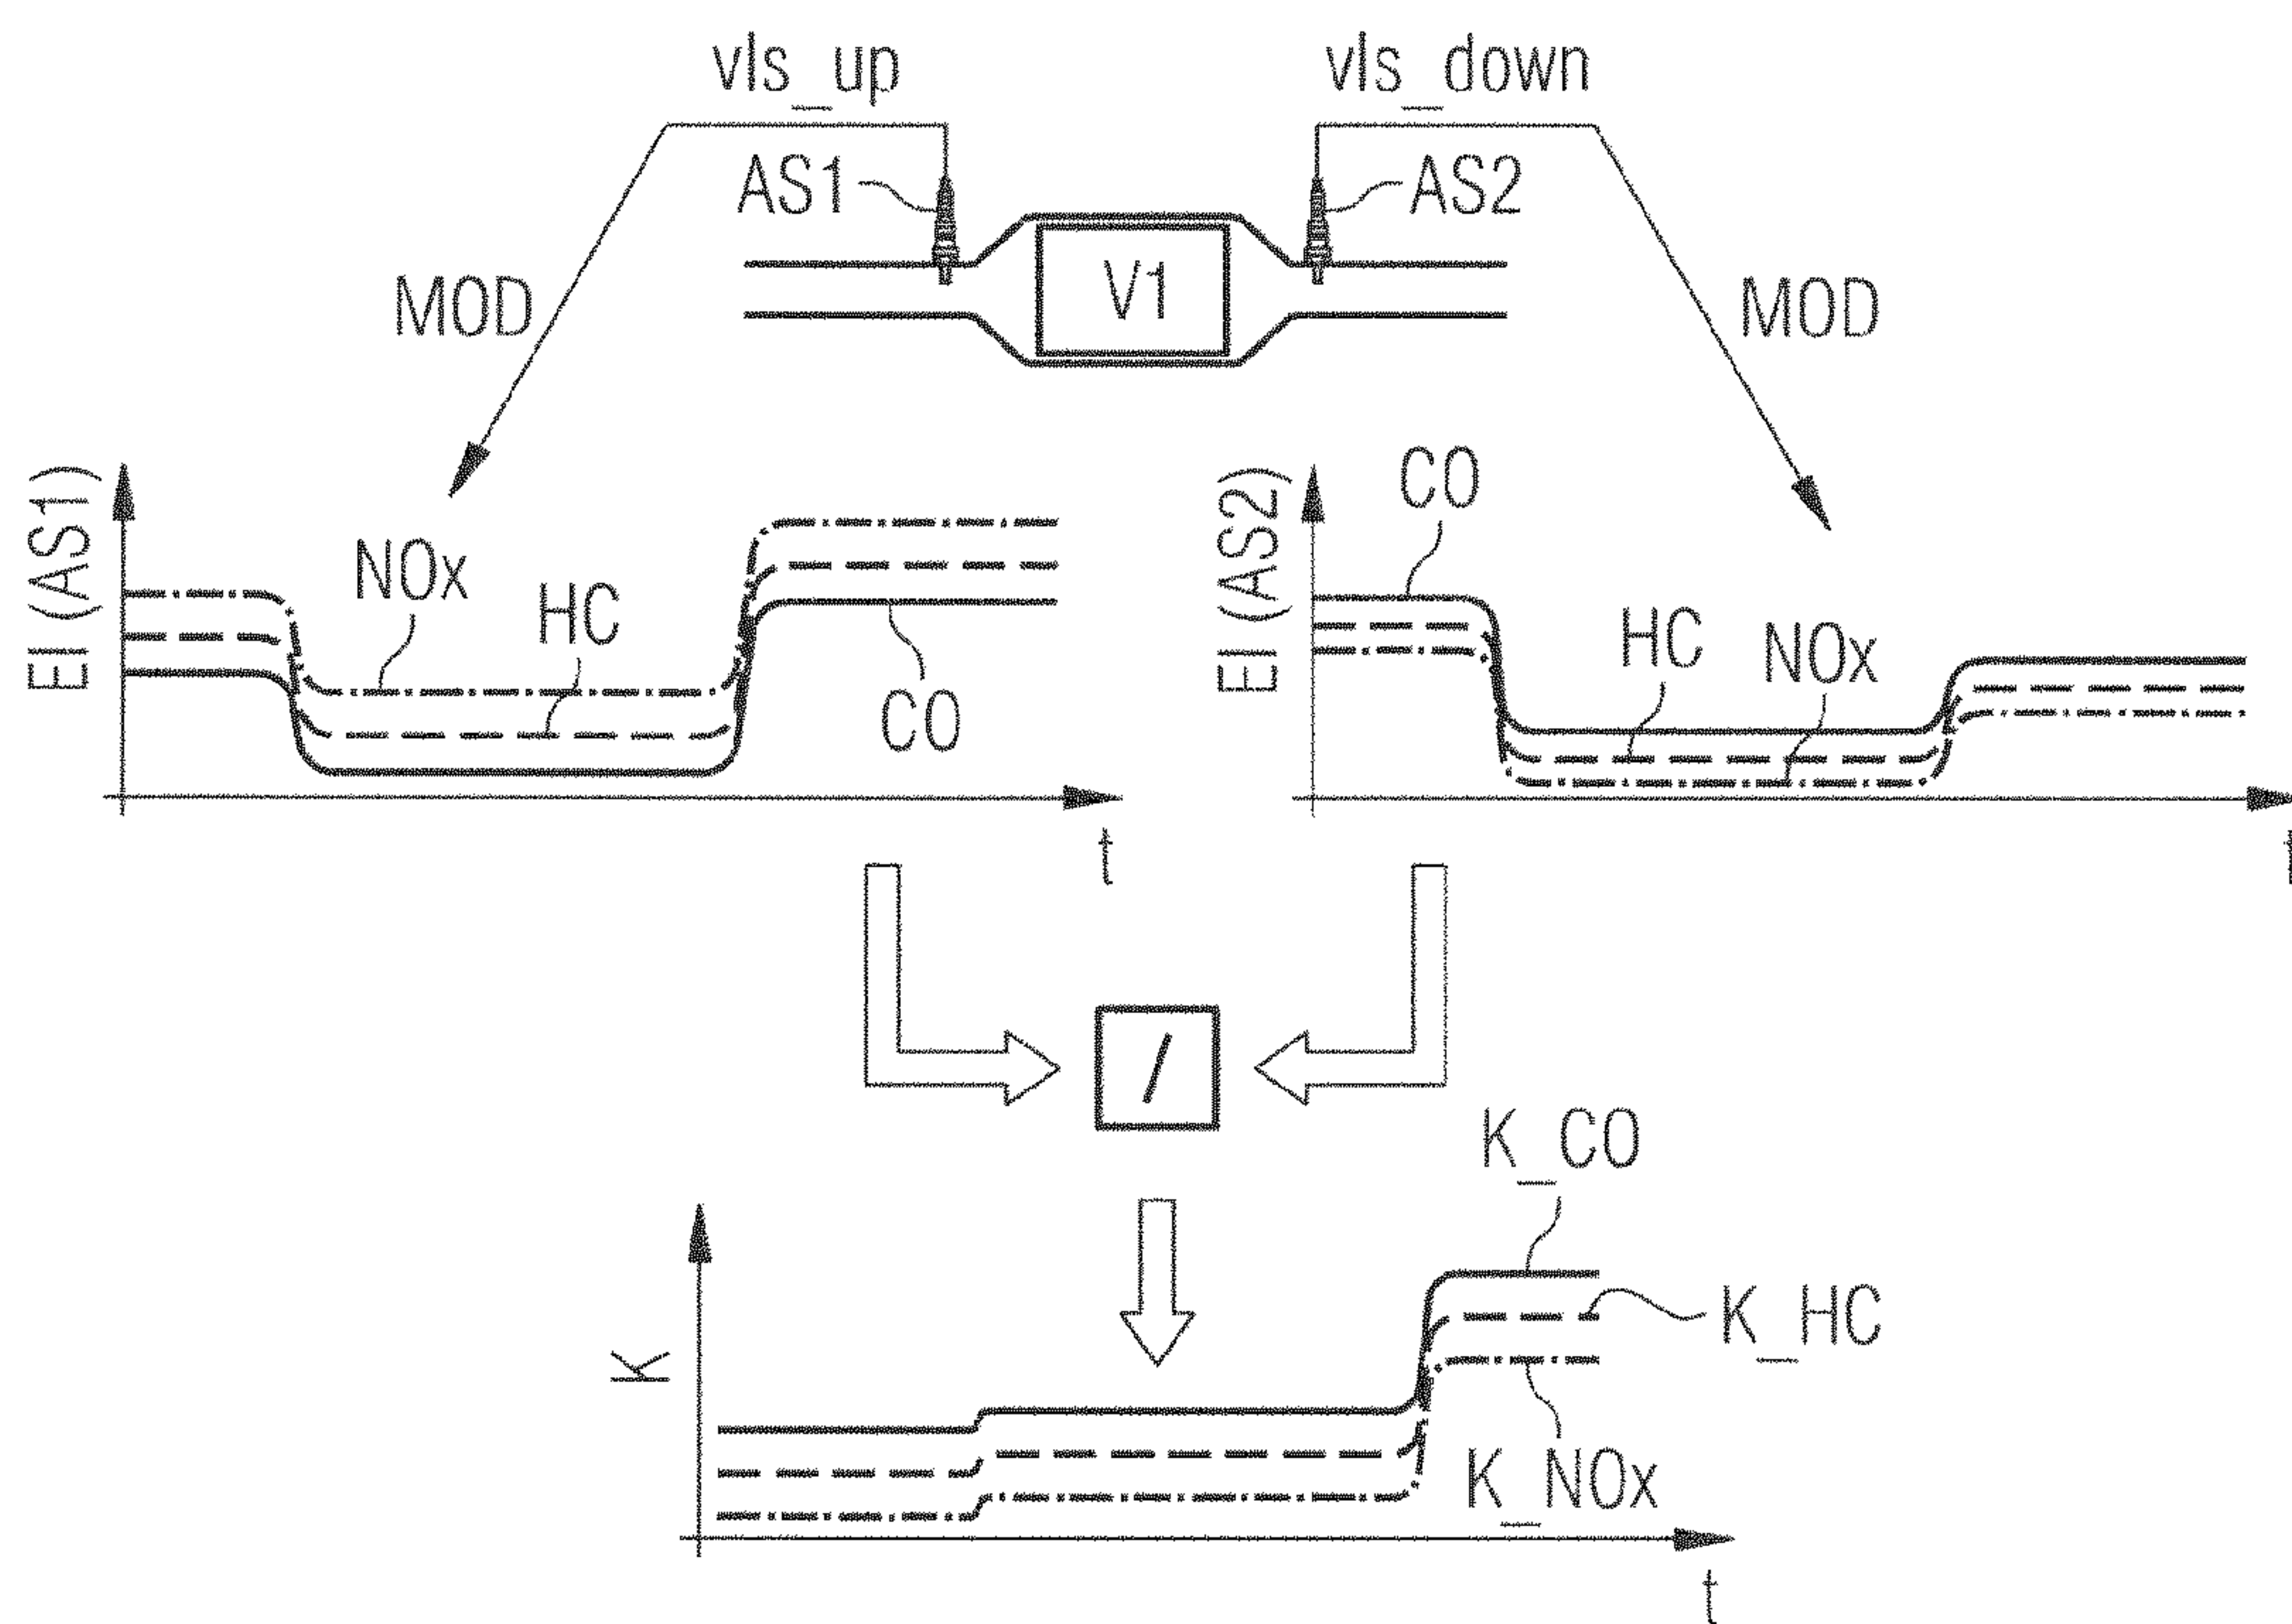 vls_up
vls_down
AS1
AS2
V1
MOD
MOD
EI (AS1)
NOx
HC
CO
t
EI (AS2)
CO
HC
NOx
t
/
K
K_CO
K_HC
K_NOx
t